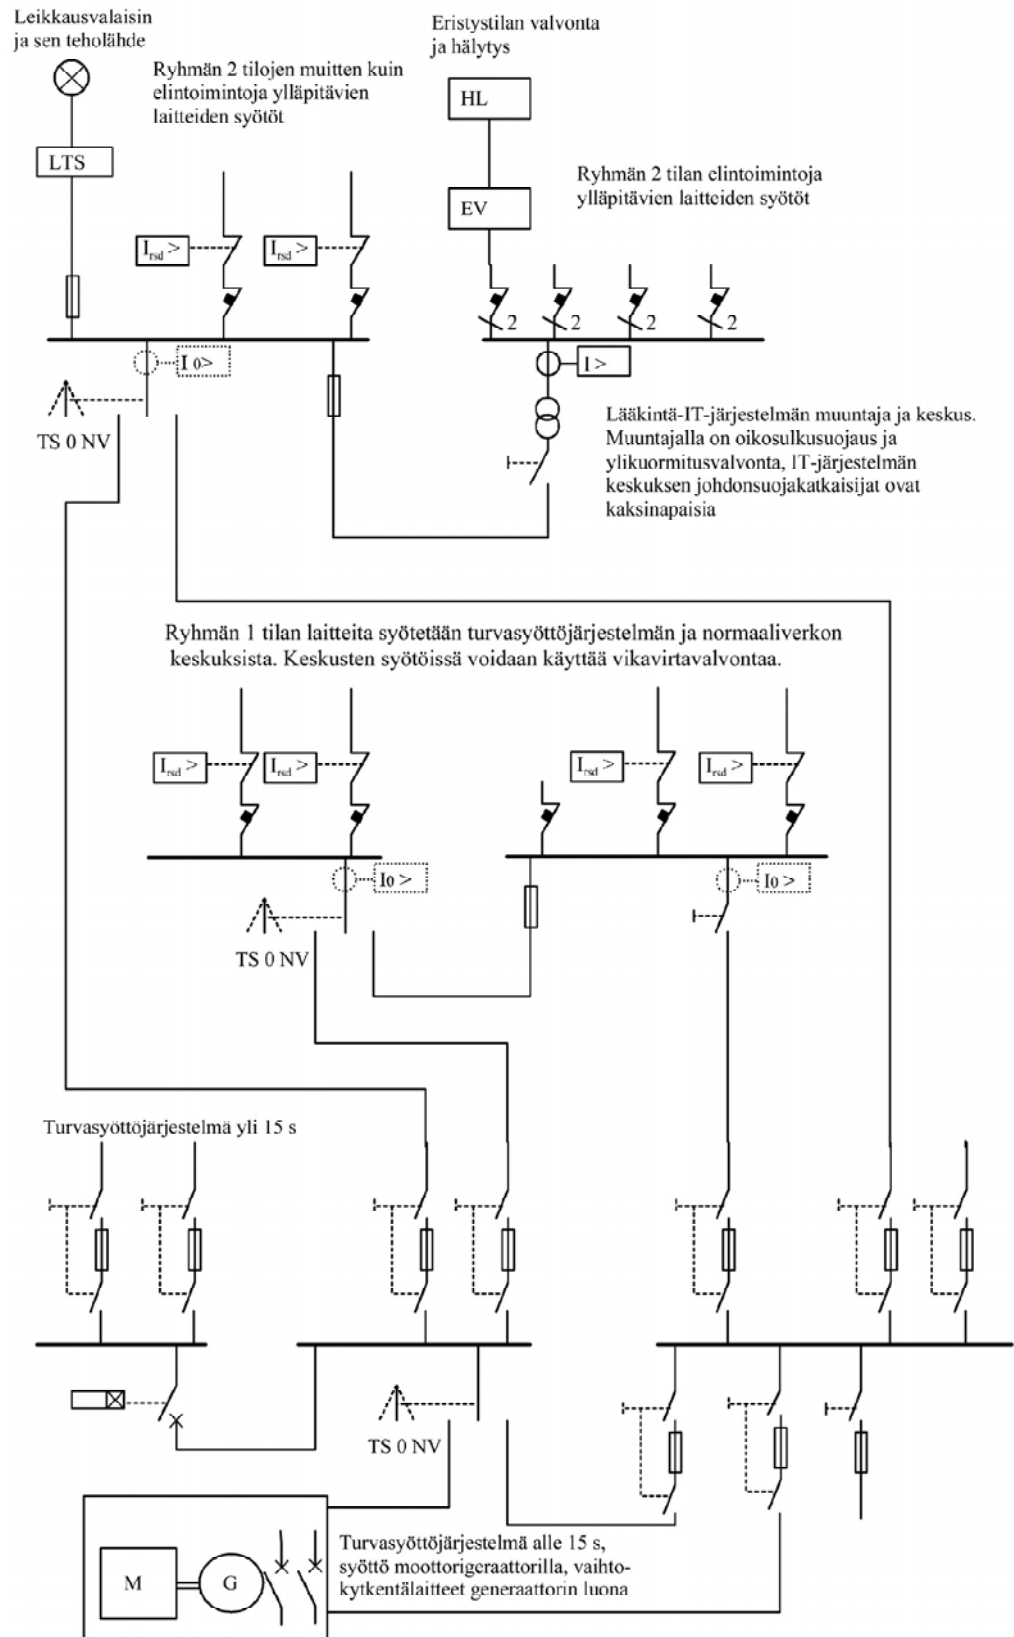 Leikkausvalaisin
ja sen teholähde
Eristystilan valvonta
ja hälytys
Ryhmän 2 tilojen muitten kuin
elintoimintoja ylläpitävien
laitteiden syötöt
HL
LTS
Ryhmän 2 tilan elintoimintoja
ylläpitävien laitteiden syötöt
EV
Irsd >
Irsd >
2
2
2
2
I 0>
I >
TS 0 NV
Lääkintä-IT-järjestelmän muuntaja ja keskus.
Muuntajalla on oikosulkusuojaus ja
ylikuormitusvalvonta, IT-järjestelmän
keskuksen johdonsuojakatkaisijat ovat
kaksinapaisia
Ryhmän 1 tilan laitteita syötetään turvasyöttöjärjestelmän ja normaaliverkon
keskuksista. Keskusten syötöissä voidaan käyttää vikavirtavalvontaa.
Irsd >
Irsd >
Irsd >
Irsd >
I0 >
I0 >
TS 0 NV
Turvasyöttöjärjestelmä yli 15 s
TS 0 NV
Turvasyöttöjärjestelmä alle 15 s,
syöttö moottorigeraattorilla, vaihto-
kytkentälaitteet generaattorin luona
M
G